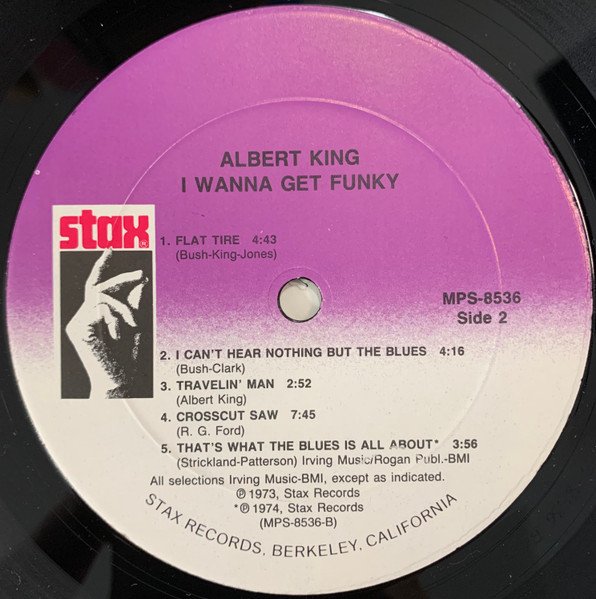 ALBERT KING
I WANNA GET FUNKY
stax®
1. FLAT TIRE 4:43
(Bush-King-Jones)
MPS-8536
Side 2
2. I CAN'T HEAR NOTHING BUT THE BLUES 4:16
(Bush-Clark)
3. TRAVELIN' MAN 2:52
(Albert King)
4. CROSSCUT SAW 7:45
(R. G. Ford)
5. THAT'S WHAT THE BLUES IS ALL ABOUT* 3:56
(Strickland-Patterson) Irving Music/Rogan Publ.-BMI
All selections Irving Music-BMI, except as indicated.
℗ 1973, Stax Records
*℗ 1974, Stax Records
(MPS-8536-B)
STAX RECORDS, BERKELEY, CALIFORNIA